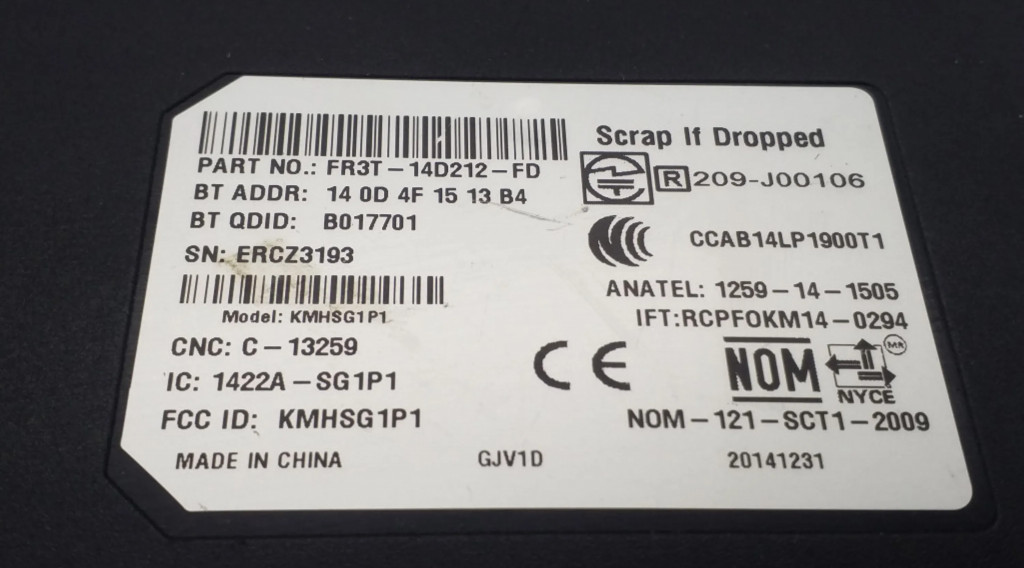 PART NO.: FR3T-14D212-FD
BT ADDR: 14 0D 4F 15 13 B4
BT QDID: B017701
SN: ERCZ3193
Model: KMHSG1P1
CNC: C-13259
IC: 1422A-SG1P1
FCC ID: KMHSG1P1
MADE IN CHINA
GJV1D
Scrap If Dropped
R 209-J00106
CCAB14LP1900T1
ANATEL: 1259-14-1505
IFT:RCPFOKM14-0294
CE
NOM
NYCE
NOM-121-SCT1-2009
20141231